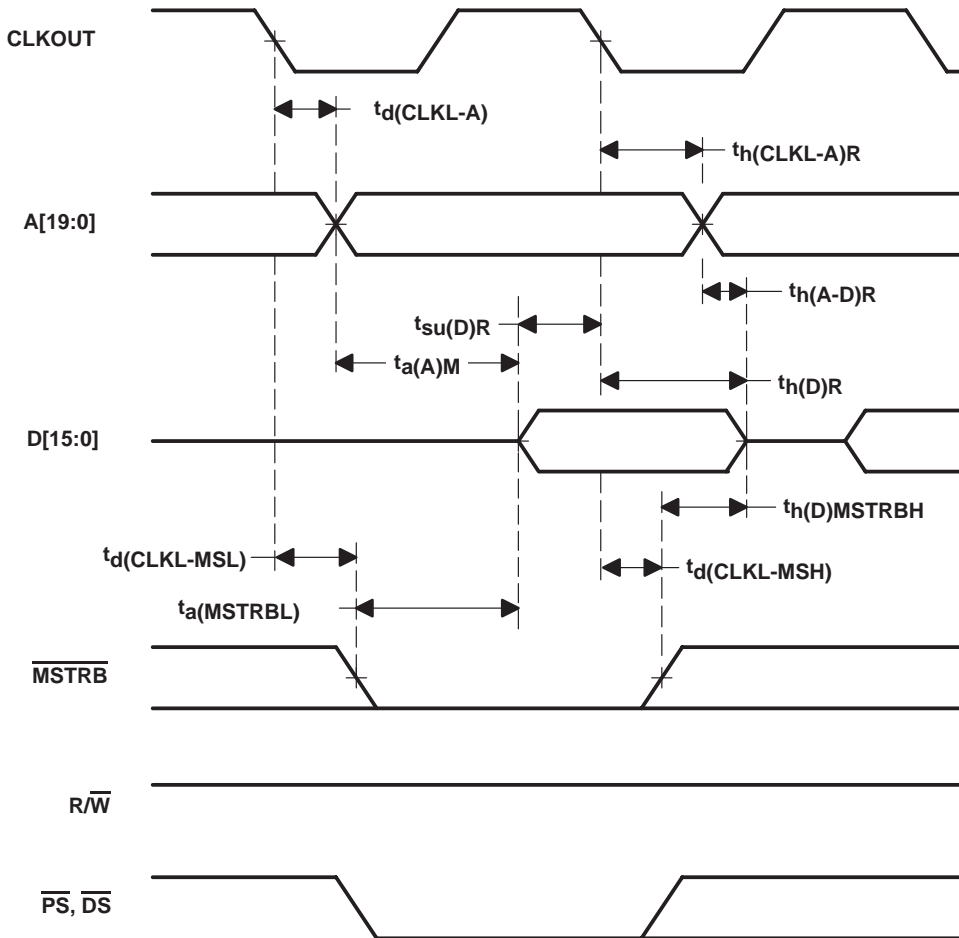 CLKOUT
td(CLKL-A)
th(CLKL-A)R
A[19:0]
th(A-D)R
tsu(D)R
ta(A)M
th(D)R
D[15:0]
th(D)MSTRBH
td(CLKL-MSL)
td(CLKL-MSH)
ta(MSTRBL)
MSTRB
R/W
PS, DS